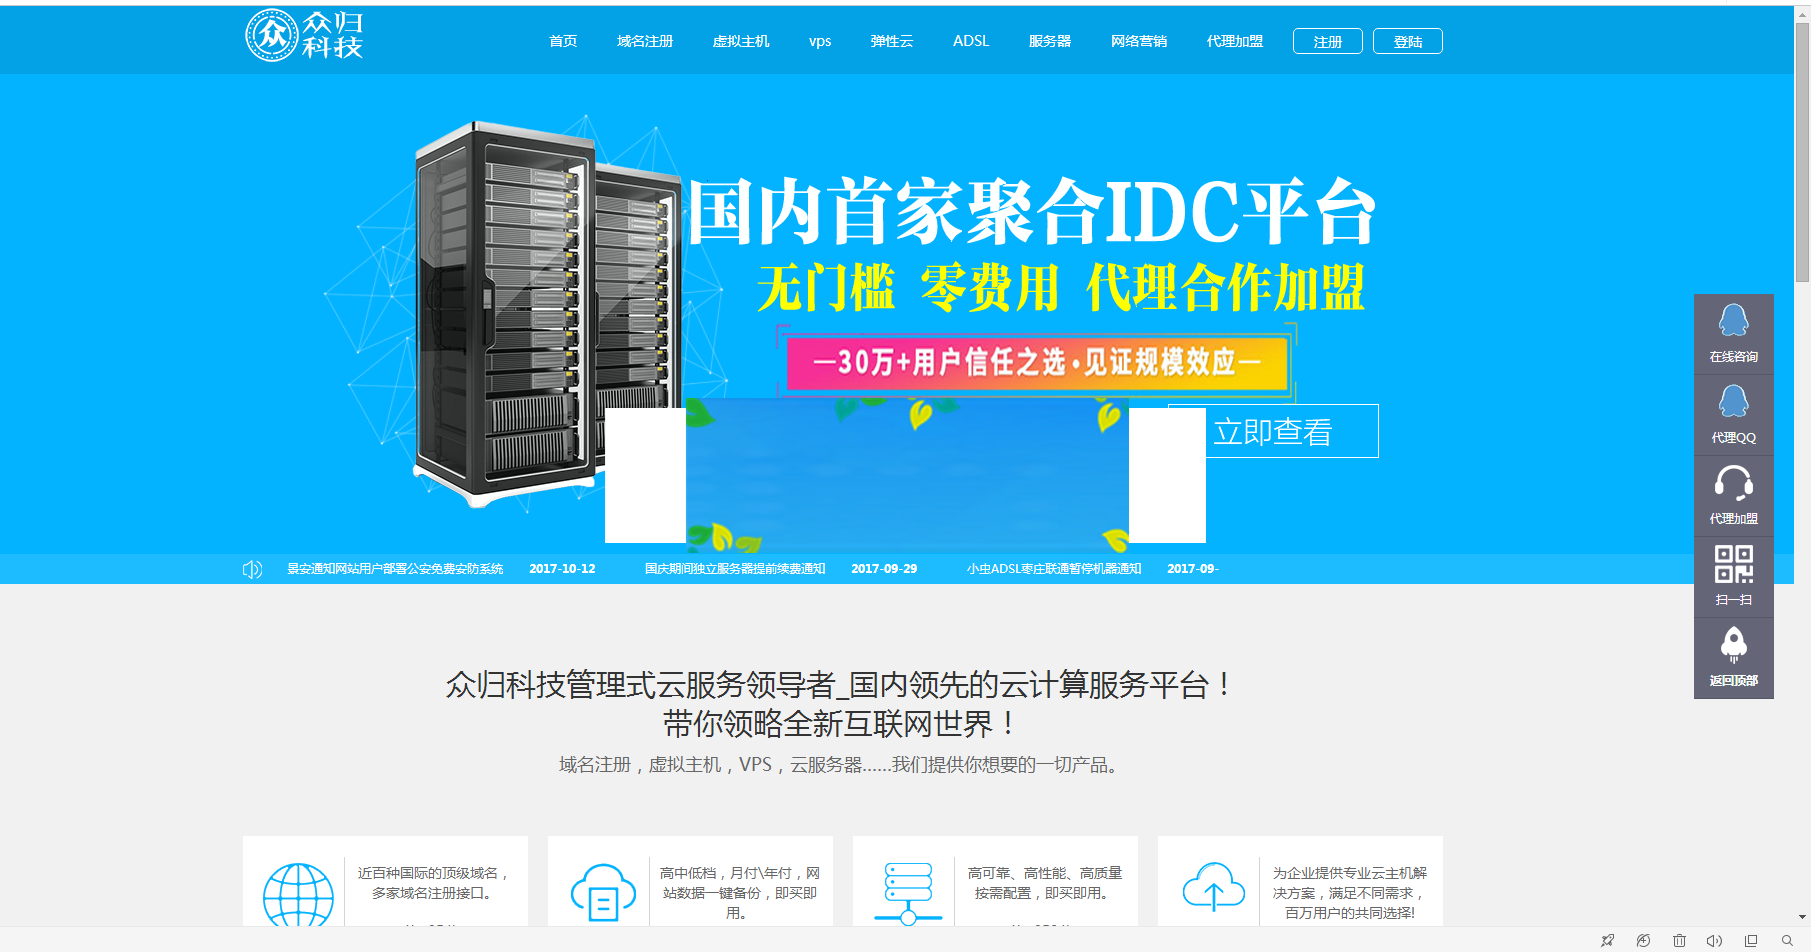 众 众归科技
首页 域名注册 虚拟主机 vps 弹性云 ADSL 服务器 网络营销 代理加盟 注册 登陆
国内首家聚合IDC平台
无门槛 零费用 代理合作加盟
—30万+用户信任之选·见证规模效应—
立即查看
在线咨询
代理QQ
代理加盟
扫一扫
返回顶部
景安通知网站用户部署公安免费安防系统 2017-10-12 国庆期间独立服务器提前续费通知 2017-09-29 小虫ADSL枣庄联通暂停机器通知 2017-09-
众归科技管理式云服务领导者_国内领先的云计算服务平台！
带你领略全新互联网世界！
域名注册，虚拟主机，VPS，云服务器......我们提供你想要的一切产品。
近百种国际的顶级域名，
多家域名注册接口。
高中低档，月付\年付，网
站数据一键备份，即买即
用。
高可靠、高性能、高质量
按需配置，即买即用。
为企业提供专业云主机解
决方案，满足不同需求，
百万用户的共同选择!